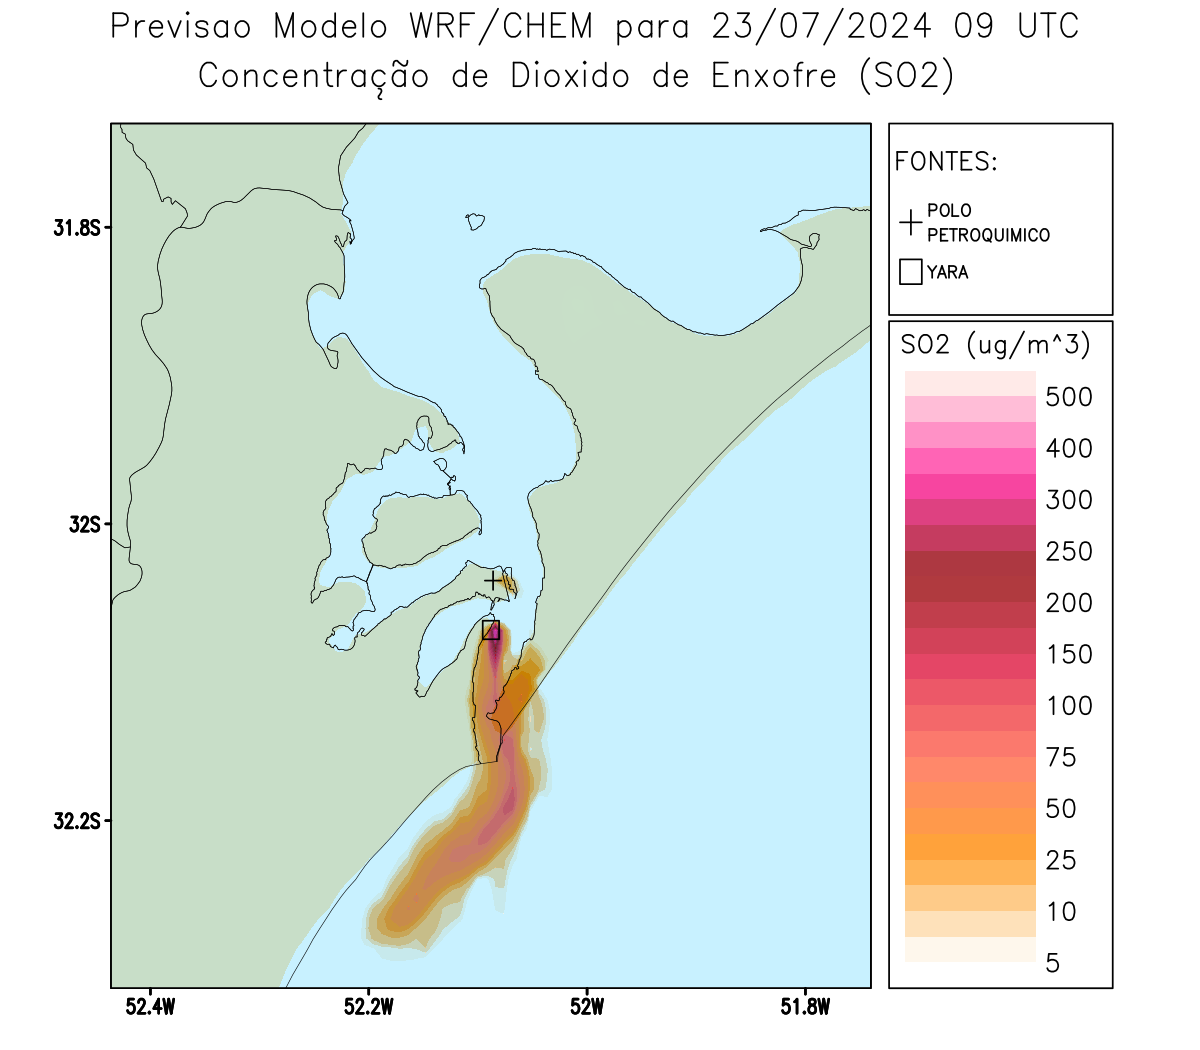 Previsao Modelo WRF/CHEM para 23/07/2024 09 UTC
Concentração de Dioxido de Enxofre (SO2)
FONTES:
POLO
PETROQUIMICO
YARA
31.8S
32S
32.2S
52.4W
52.2W
52W
51.8W
SO2 (ug/m^3)
500
400
300
250
200
150
100
75
50
25
10
5